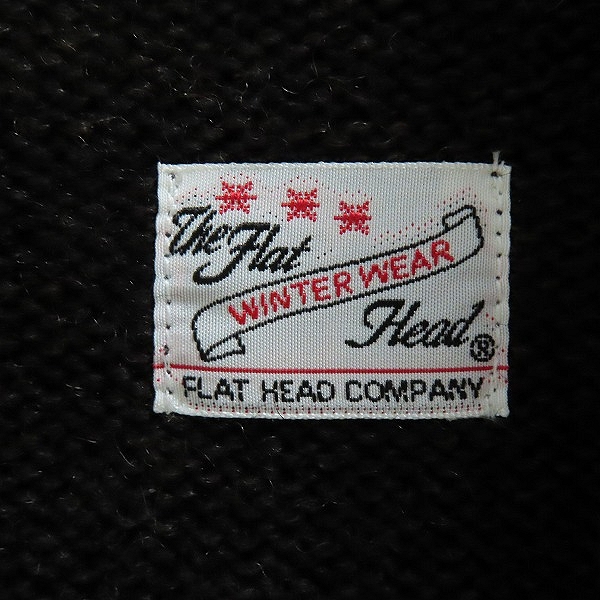 The Flat
WINTER WEAR
Head®
FLAT HEAD COMPANY